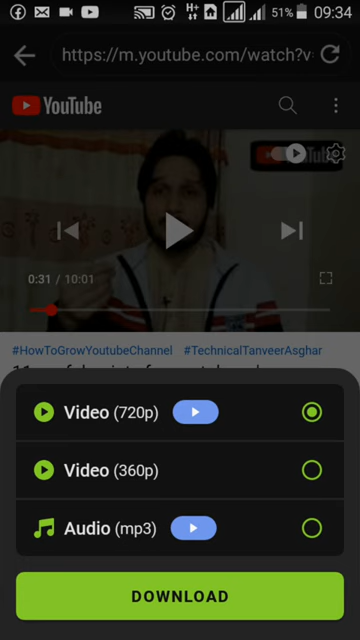 H+
51%
09:34
https://m.youtube.com/watch?v
YouTube
0:31 / 10:01
#HowToGrowYoutubeChannel #TechnicalTanveerAsghar
Video (720p)
Video (360p)
Audio (mp3)
DOWNLOAD